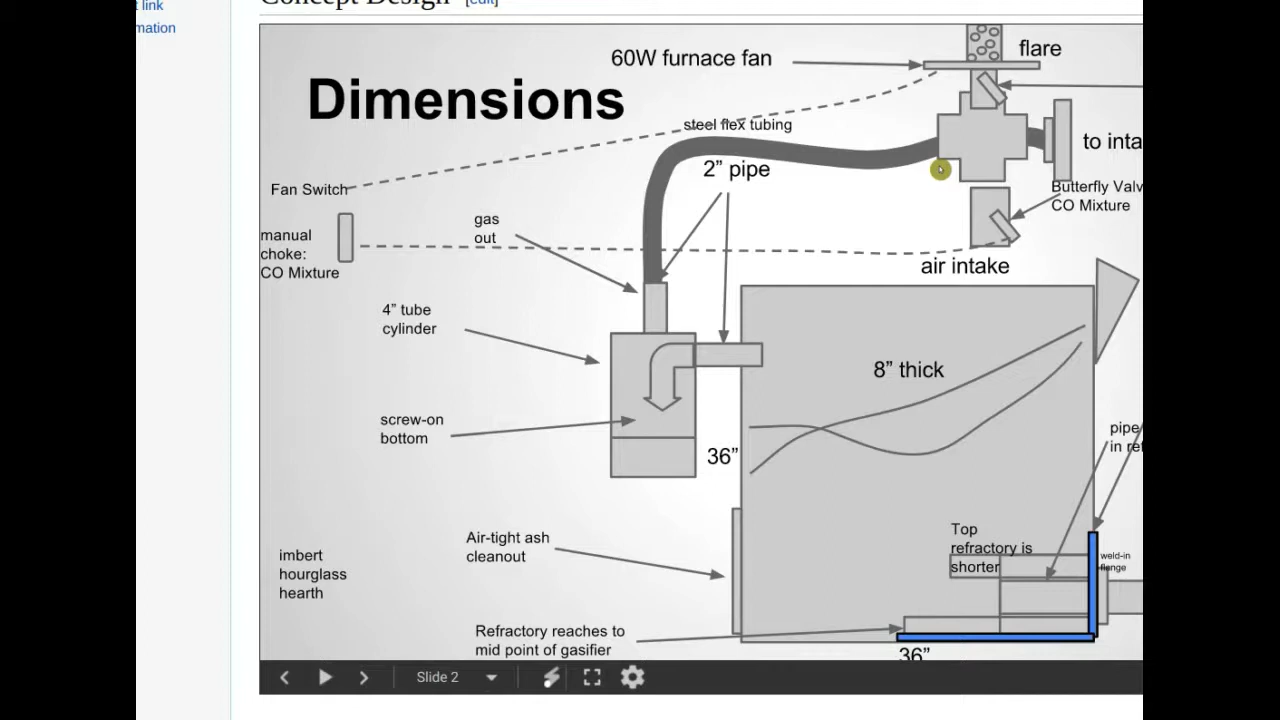 t link
mation
Concept Design [edit]
Dimensions
60W furnace fan
flare
steel flex tubing
2” pipe
to inta
Fan Switch
Butterfly Valv
CO Mixture
gas
out
manual
choke:
CO Mixture
air intake
4” tube
cylinder
8” thick
screw-on
bottom
36”
pipe
in ref
Top
refractory is
shorter
Air-tight ash
cleanout
weld-in
flange
imbert
hourglass
hearth
Refractory reaches to
mid point of gasifier
36”
Slide 2